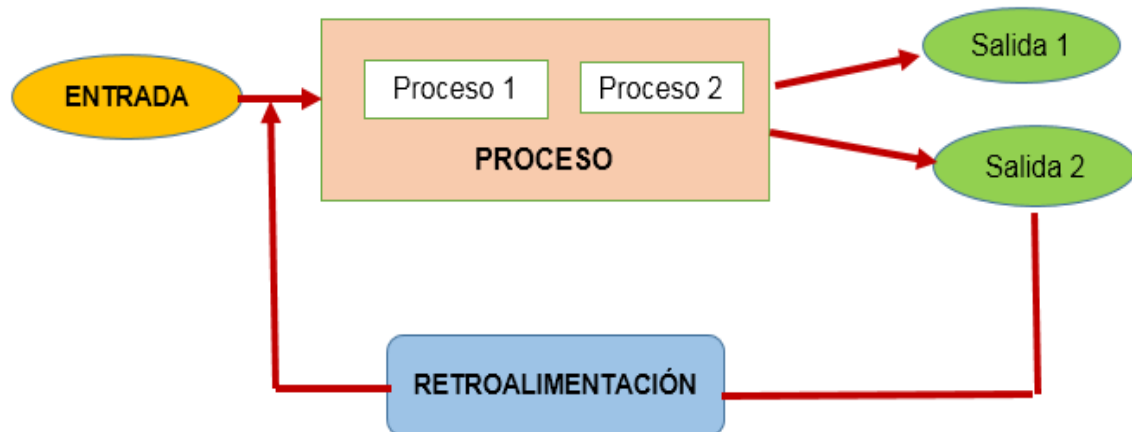 ENTRADA
Proceso 1
Proceso 2
PROCESO
Salida 1
Salida 2
RETROALIMENTACIÓN